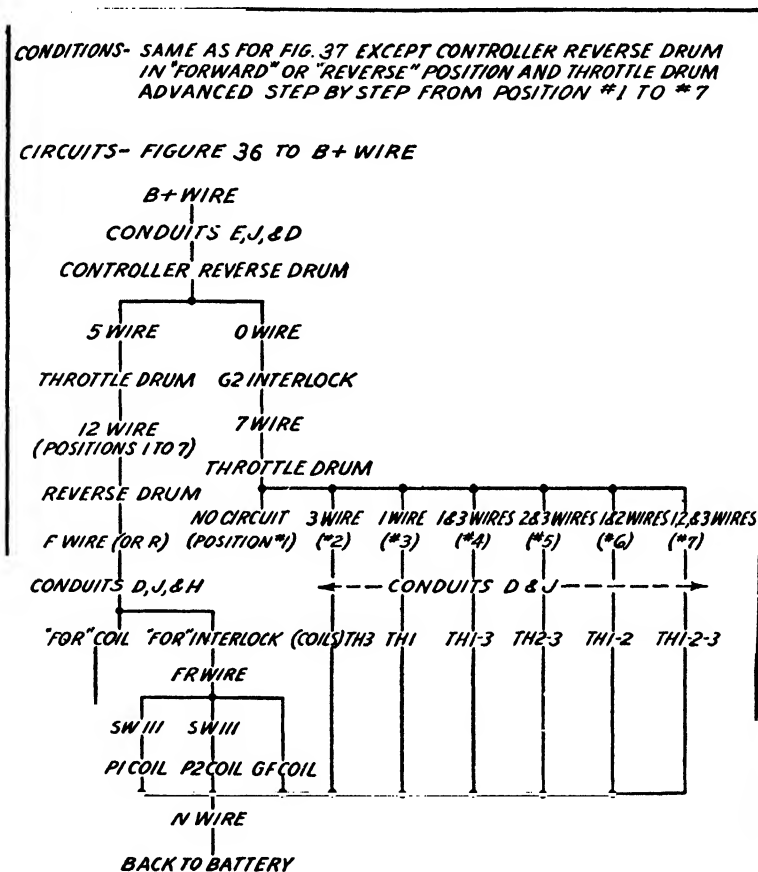 CONDITIONS- SAME AS FOR FIG. 37 EXCEPT CONTROLLER REVERSE DRUM
IN "FORWARD" OR "REVERSE" POSITION AND THROTTLE DRUM
ADVANCED STEP BY STEP FROM POSITION #1 TO #7
CIRCUITS- FIGURE 36 TO B+ WIRE
B+ WIRE
CONDUITS E, J, & D
CONTROLLER REVERSE DRUM
5 WIRE 0 WIRE
THROTTLE DRUM G2 INTERLOCK
12 WIRE 7 WIRE
(POSITIONS 1 TO 7)
THROTTLE DRUM
REVERSE DRUM
NO CIRCUIT 3 WIRE 1 WIRE 1&3 WIRES 2&3 WIRES 1&2 WIRES 1,2,&3 WIRES
F WIRE (OR R) (POSITION #1) (#2) (#3) (#4) (#5) (#6) (#7)
CONDUITS D, J, & H CONDUITS D & J
"FOR" COIL "FOR" INTERLOCK (COILS) TH3 TH1 TH1-3 TH2-3 TH1-2 TH1-2-3
FR WIRE
SW III SW III
P1 COIL P2 COIL GF COIL
N WIRE
BACK TO BATTERY